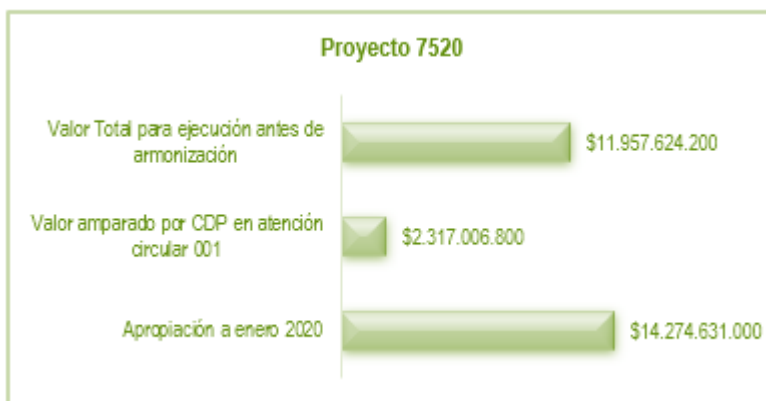 Proyecto 7520
Valor Total para ejecución antes de
armonización
$11.957.624.200
Valor amparado por CDP en atención
circular 001
$2.317.006.800
Apropiación a enero 2020
$14.274.631.000